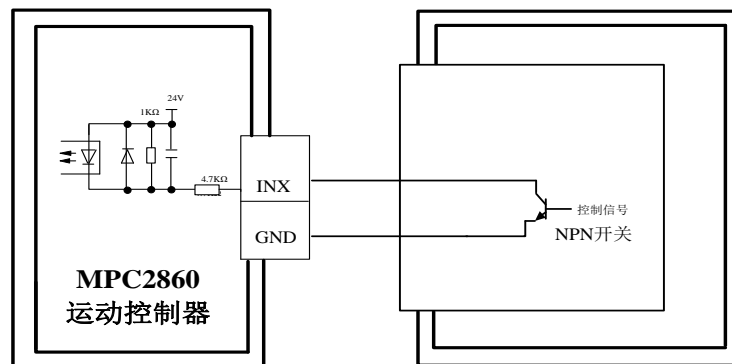 24V
1KΩ
4.7KΩ
INX
GND
控制信号
NPN开关
MPC2860
运动控制器